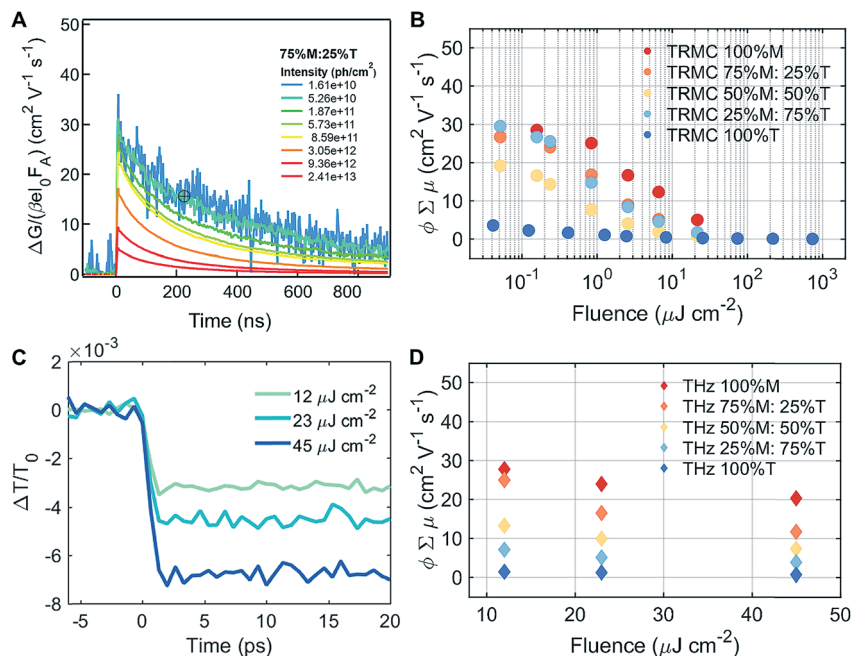 A
ΔG/(βeI₀F_A) (cm² V⁻¹ s⁻¹)
50
40
30
20
10
0
75%M:25%T
Intensity (ph/cm²)
1.61e+10
5.26e+10
1.87e+11
5.73e+11
8.59e+11
3.05e+12
9.36e+12
2.41e+13
0
200
400
600
800
Time (ns)
B
ϕ Σ μ (cm² V⁻¹ s⁻¹)
50
40
30
20
10
0
TRMC 100%M
TRMC 75%M: 25%T
TRMC 50%M: 50%T
TRMC 25%M: 75%T
TRMC 100%T
10⁻¹
10⁰
10¹
10²
10³
Fluence (μJ cm⁻²)
C
×10⁻³
ΔT/T₀
2
0
-2
-4
-6
-8
12 μJ cm⁻²
23 μJ cm⁻²
45 μJ cm⁻²
-5
0
5
10
15
20
Time (ps)
D
ϕ Σ μ (cm² V⁻¹ s⁻¹)
50
40
30
20
10
0
THz 100%M
THz 75%M: 25%T
THz 50%M: 50%T
THz 25%M: 75%T
THz 100%T
10
20
30
40
50
Fluence (μJ cm⁻²)